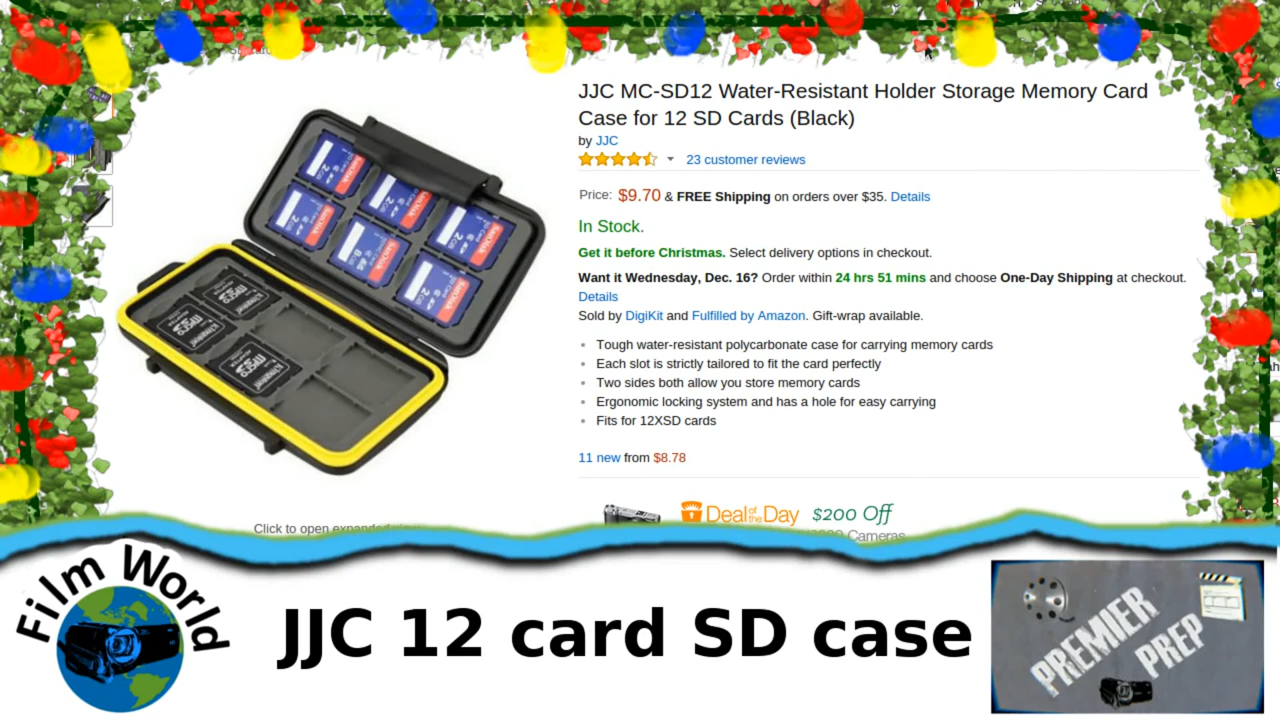 JJC MC-SD12 Water-Resistant Holder Storage Memory Card
Case for 12 SD Cards (Black)
by JJC
23 customer reviews
Price: $9.70 & FREE Shipping on orders over $35. Details
In Stock.
Get it before Christmas. Select delivery options in checkout.
Want it Wednesday, Dec. 16? Order within 24 hrs 51 mins and choose One-Day Shipping at checkout.
Details
Sold by DigiKit and Fulfilled by Amazon. Gift-wrap available.
Tough water-resistant polycarbonate case for carrying memory cards
Each slot is strictly tailored to fit the card perfectly
Two sides both allow you store memory cards
Ergonomic locking system and has a hole for easy carrying
Fits for 12XSD cards
11 new from $8.78
Deal of the Day $200 Off
Cameras
Click to open expanded
Film World
JJC 12 card SD case
PREMIER
PREP